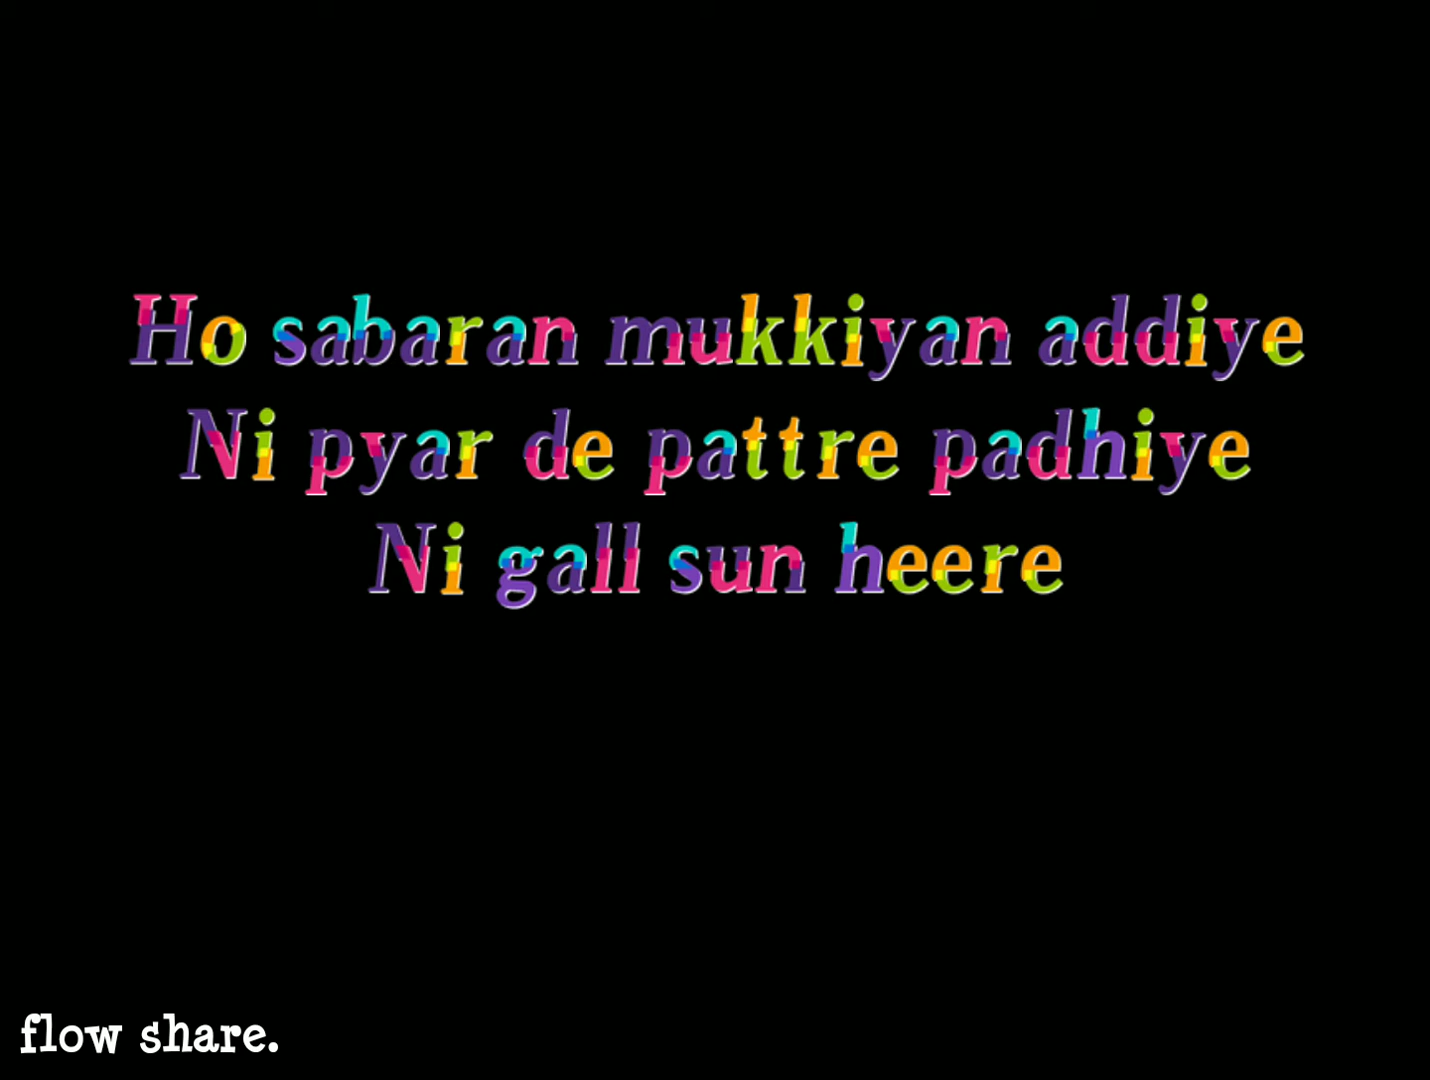 Ho sabaran mukkiyan addiye
Ni pyar de pattre padhiye
Ni gall sun heere
flow share.